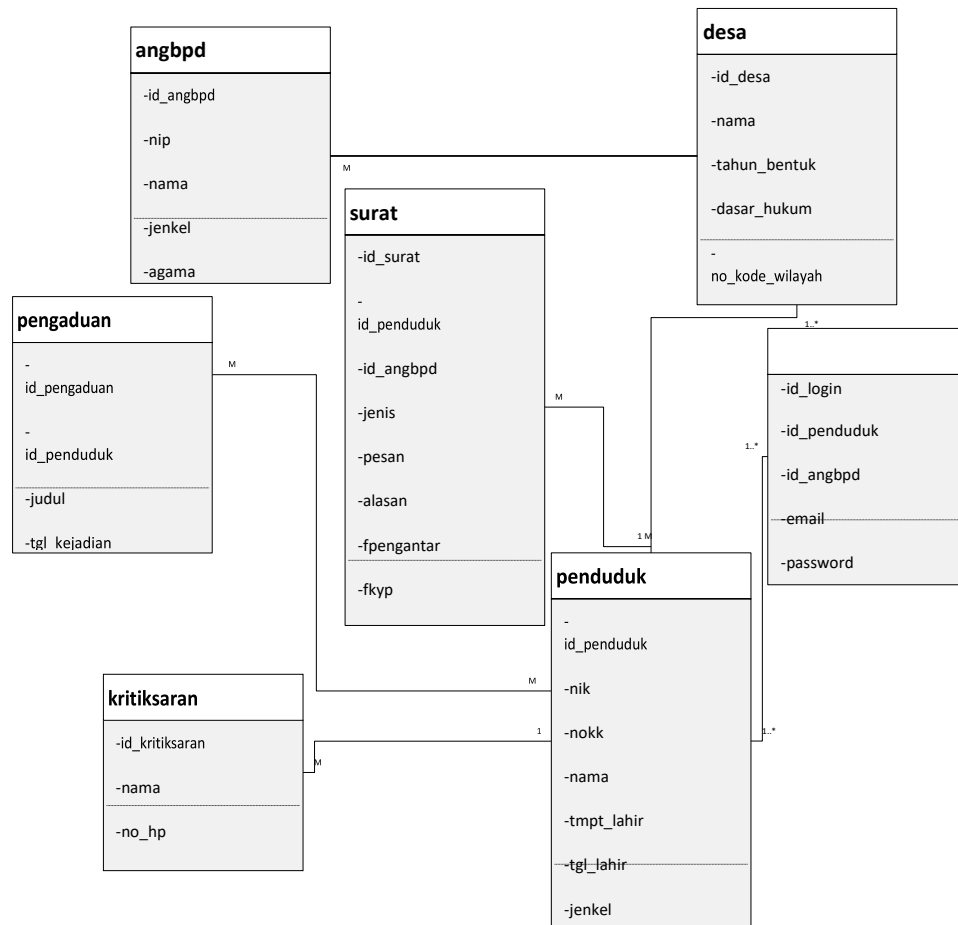 angbpd
-id_angbpd
-nip
-nama
-jenkel
-agama
desa
-id_desa
-nama
-tahun_bentuk
-dasar_hukum
-
no_kode_wilayah
M
surat
-id_surat
-
id_penduduk
-id_angbpd
-jenis
-pesan
-alasan
-fpengantar
-fkyp
pengaduan
-
id_pengaduan
-
id_penduduk
-judul
-tgl_kejadian
M
M
1..*
-id_login
-id_penduduk
-id_angbpd
-email
-password
1..*
1 M
penduduk
-
id_penduduk
-nik
-nokk
-nama
-tmpt_lahir
-tgl_lahir
-jenkel
M
1
1..*
kritiksaran
-id_kritiksaran
-nama
-no_hp
M